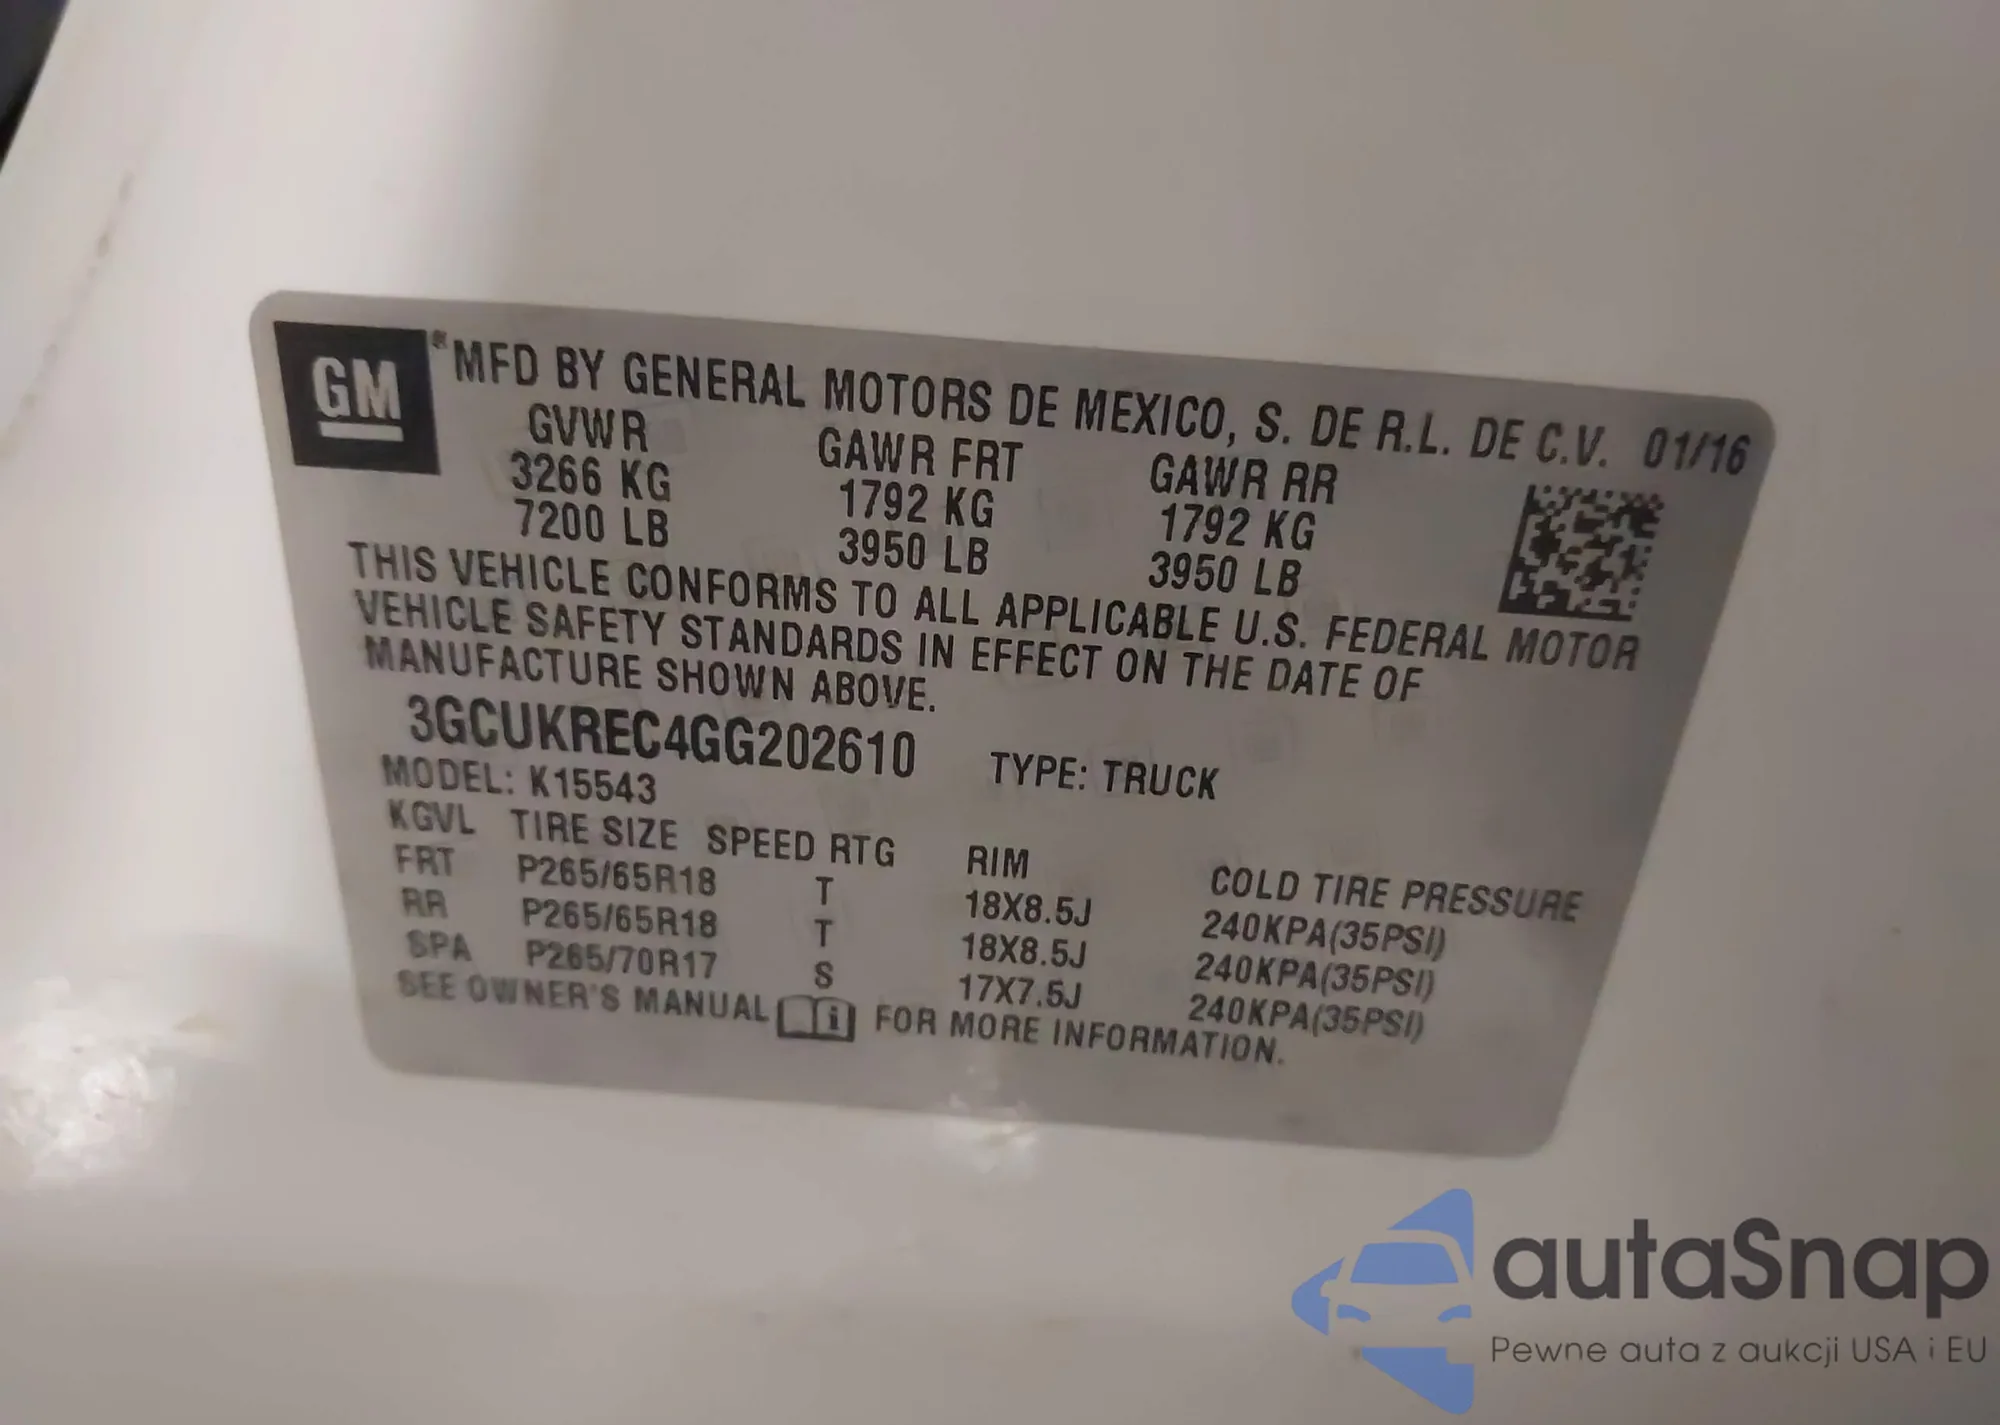 GM ® MFD BY GENERAL MOTORS DE MEXICO, S. DE R.L. DE C.V. 01/16
GVWR GAWR FRT GAWR RR
3266 KG 1792 KG 1792 KG
7200 LB 3950 LB 3950 LB
THIS VEHICLE CONFORMS TO ALL APPLICABLE U.S. FEDERAL MOTOR
VEHICLE SAFETY STANDARDS IN EFFECT ON THE DATE OF
MANUFACTURE SHOWN ABOVE.
3GCUKREC4GG202610 TYPE: TRUCK
MODEL: K15543
KGVL TIRE SIZE SPEED RTG RIM COLD TIRE PRESSURE
FRT P265/65R18 T 18X8.5J 240KPA(35PSI)
RR P265/65R18 T 18X8.5J 240KPA(35PSI)
SPA P265/70R17 S 17X7.5J 240KPA(35PSI)
SEE OWNER'S MANUAL i FOR MORE INFORMATION.
autaSnap
Pewne auta z aukcji USA i EU